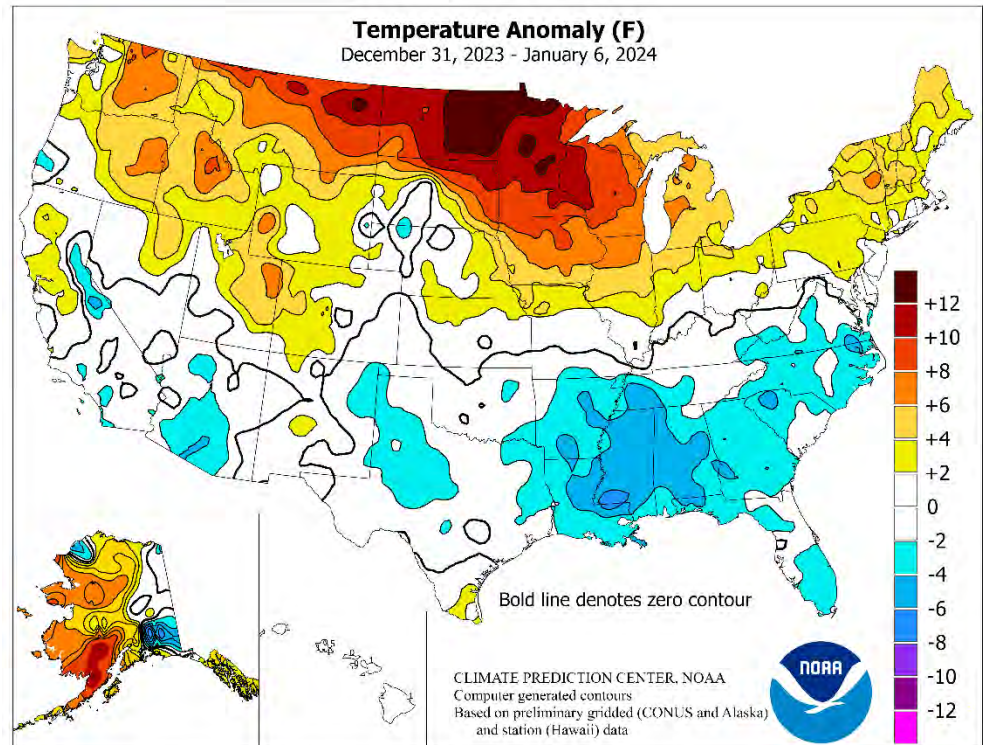 Temperature Anomaly (F)
December 31, 2023 - January 6, 2024
+12
+10
+8
+6
+4
+2
0
-2
-4
-6
-8
-10
-12
Bold line denotes zero contour
CLIMATE PREDICTION CENTER, NOAA
Computer generated contours
Based on preliminary gridded (CONUS and Alaska)
and station (Hawaii) data
NOAA